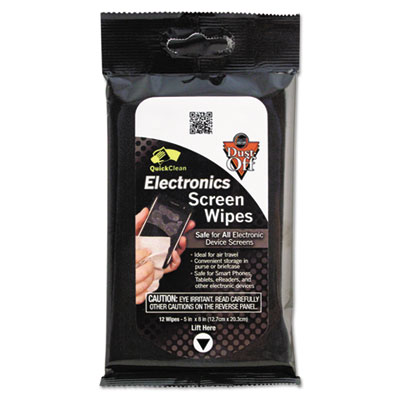 Dust
Off
QuickClean
Electronics
Screen
Wipes
Safe for All Electronic
Device Screens
• Ideal for air travel
• Convenient storage in
purse or briefcase
• Safe for Smart Phones,
Tablets, eReaders, and
other electronic devices
CAUTION: EYE IRRITANT. READ CAREFULLY
OTHER CAUTIONS ON THE REVERSE PANEL.
12 Wipes - 5 in x 8 in (12.7cm x 20.3cm)
Lift Here